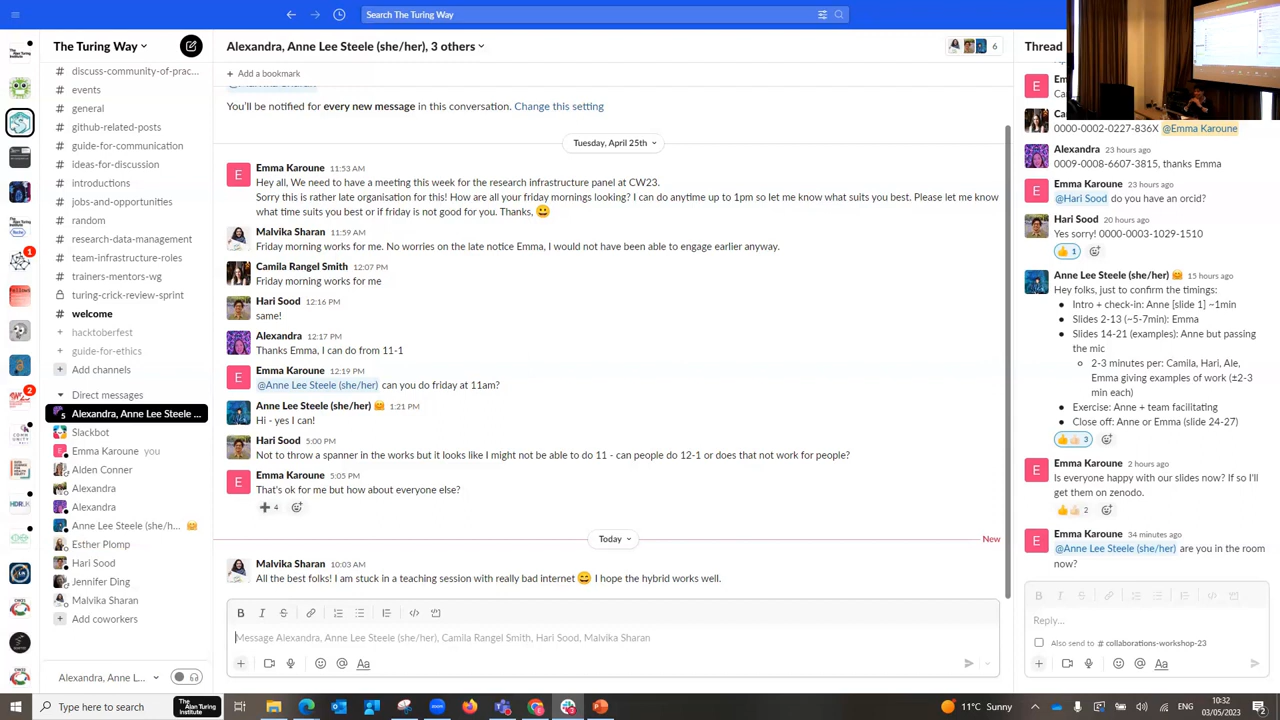 Search The Turing Way
The Turing Way
# discuss-community-of-prac...
# events
# general
# github-related-posts
# guide-for-communication
# ideas-for-discussion
# introductions
# jobs-and-opportunities
# random
# research-data-management
# team-infrastructure-roles
# trainers-mentors-wg
turing-crick-review-sprint
# welcome
+ hacktoberfest
+ guide-for-ethics
+ Add channels
Direct messages
5 Alexandra, Anne Lee Steele ...
Slackbot
Emma Karoune you
Alden Conner
Alexandra
Alexandra
Anne Lee Steele (she/h...
Esther Plomp
Hari Sood
Jennifer Ding
Malvika Sharan
+ Add coworkers
Alexandra, Anne L...
1
2
Alexandra, Anne Lee Steele (she/her), 3 others
6
+ Add a bookmark
You'll be notified for every new message in this conversation. Change this setting
Tuesday, April 25th
Emma Karoune 11:53 AM
Hey all, We need to have a meeting this week for the research infrastructure panel at CW23.
Sorry this is rather late organisation for this! How are all your friday mornings looking? I can do anytime up to 1pm so let me know what suits you best. Please let me know
what time suits you best or if friday is not good for you. Thanks, 😀
Malvika Sharan 11:59 AM
Friday morning works for me. No worries on the late notice Emma, I would not have been able to engage earlier anyway.
Camila Rangel Smith 12:07 PM
Friday morning works for me
Hari Sood 12:16 PM
same!
Alexandra 12:17 PM
Thanks Emma, I can do from 11-1
Emma Karoune 12:19 PM
@Anne Lee Steele (she/her) can you do friday at 11am?
Anne Lee Steele (she/her) 1:21 PM
Hi - yes I can!
Hari Sood 5:00 PM
Not to throw a spanner in the works but it looks like I might not be able to do 11 - can people do 12-1 or does that not work for people?
Emma Karoune 5:05 PM
That's ok for me but how about everyone else?
➕ 4
Today
New
Malvika Sharan 10:03 AM
All the best folks! I am stuck in a teaching session with really bad internet 😄 I hope the hybrid works well.
Message Alexandra, Anne Lee Steele (she/her), Camila Rangel Smith, Hari Sood, Malvika Sharan
Thread
0000-0002-0227-836X @Emma Karoune
Alexandra 23 hours ago
0009-0008-6607-3815, thanks Emma
Emma Karoune 23 hours ago
@Hari Sood do you have an orcid?
Hari Sood 20 hours ago
Yes sorry! 0000-0003-1029-1510
👍 1
Anne Lee Steele (she/her) 15 hours ago
Hey folks, just to confirm the timings:
● Intro + check-in: Anne [slide 1] ~1min
● Slides 2-13 (~5-7min): Emma
● Slides 14-21 (examples): Anne but passing
the mic
○ 2-3 minutes per: Camila, Hari, Ale,
Emma giving examples of work (±2-3
min each)
● Exercise: Anne + team facilitating
● Close off: Anne or Emma (slide 24-27)
3
Emma Karoune 2 hours ago
Is everyone happy with our slides now? If so I'll
get them on zenodo.
2
Emma Karoune 34 minutes ago
@Anne Lee Steele (she/her) are you in the room
now?
Reply...
Also send to # collaborations-workshop-23
Type here to search
The Alan Turing Institute
11°C Sunny
10:32
03/05/2023